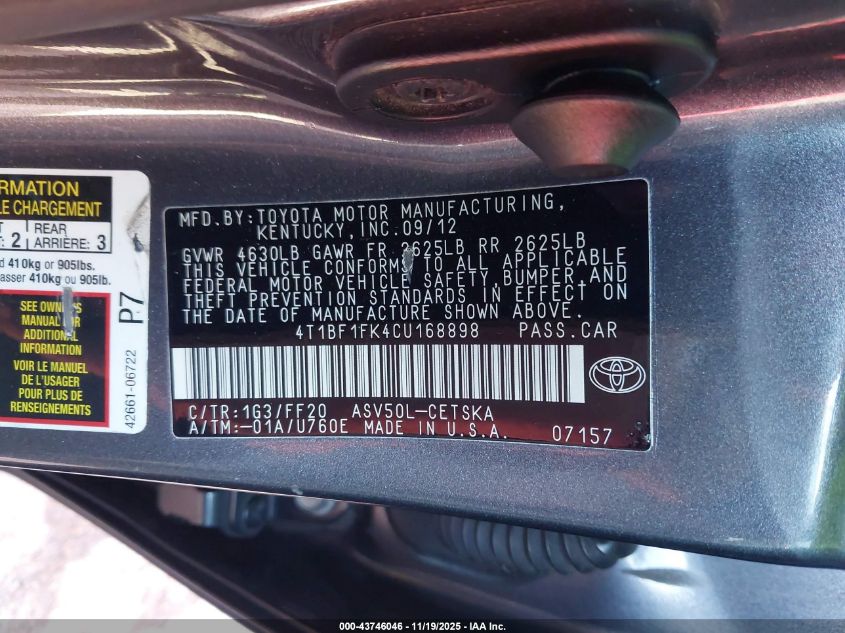 RMATION
LE CHARGEMENT
2
REAR
ARRIÈRE: 3
ed 410kg or 905lbs.
asser 410kg ou 905lb.
SEE OWNER'S
MANUAL FOR
ADDITIONAL
INFORMATION
VOIR LE MANUEL
DE L'USAGER
POUR PLUS DE
RENSEIGNEMENTS
P7
42661-06722
MFD. BY: TOYOTA MOTOR MANUFACTURING,
KENTUCKY, INC. 09/12
GVWR 4630LB GAWR FR 2625LB RR 2625LB
THIS VEHICLE CONFORMS TO ALL APPLICABLE
FEDERAL MOTOR VEHICLE SAFETY, BUMPER, AND
THEFT PREVENTION STANDARDS IN EFFECT ON
THE DATE OF MANUFACTURE SHOWN ABOVE.
4T1BF1FK4CU168898 PASS. CAR
C/TR: 1G3/FF20 ASV50L-CETSKA
A/TM: -01A/U760E MADE IN U.S.A. 07157
000-43746046 - 11/19/2025 - IAA Inc.